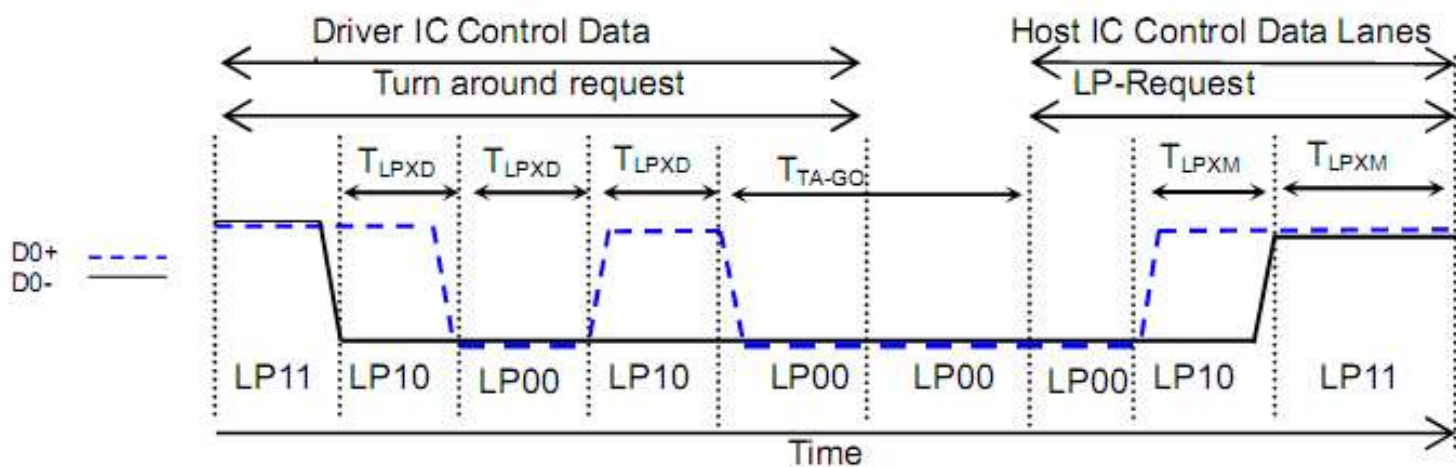 Driver IC Control Data Host IC Control Data Lanes
Turn around request LP-Request
TLPXD TLPXD TLPXD TTA-GO TLPXM TLPXM
D0+
D0-
LP11 LP10 LP00 LP10 LP00 LP00 LP00 LP10 LP11
Time